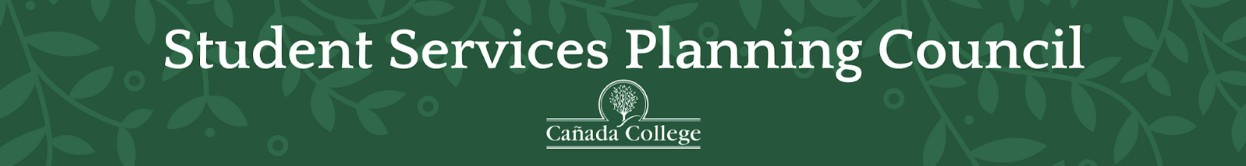 Student Services Planning Council
Cañada College